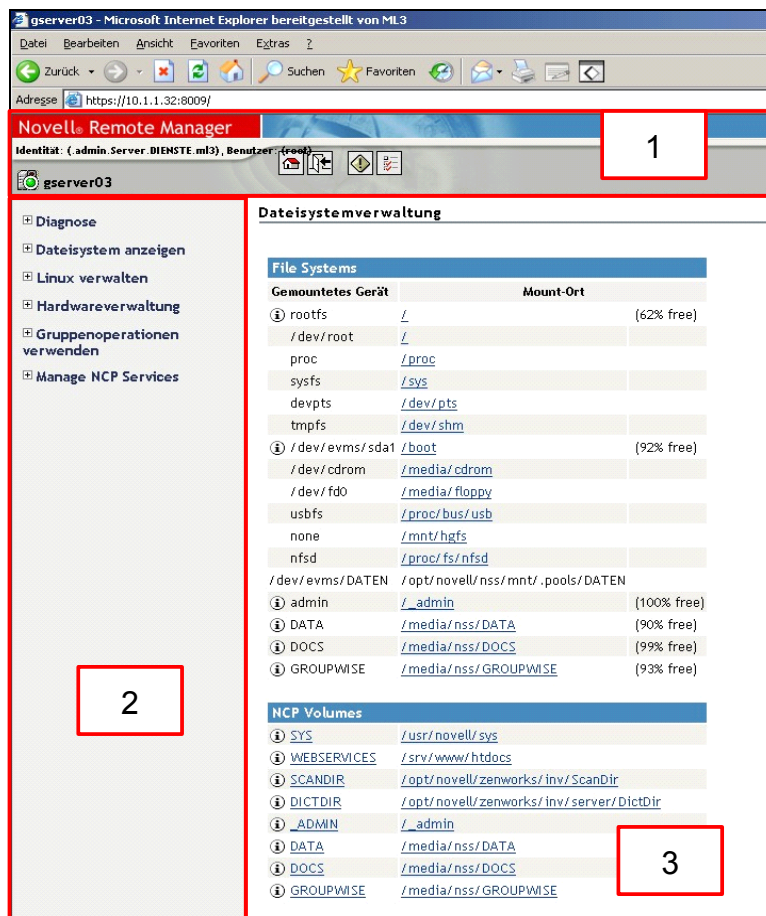 gserver03 - Microsoft Internet Explorer bereitgestellt von ML3
Datei Bearbeiten Ansicht Favoriten Extras ?
Zurück Suchen Favoriten
Adresse https://10.1.1.32:8009/
Novell® Remote Manager
Identität: (.admin.Server.DIENSTE.ml3), Benutzer: (root)
gserver03
1
Diagnose
Dateisystem anzeigen
Linux verwalten
Hardwareverwaltung
Gruppenoperationen
verwenden
Manage NCP Services
2
Dateisystemverwaltung
File Systems
Gemountetes Gerät Mount-Ort
rootfs / (62% free)
/dev/root /
proc /proc
sysfs /sys
devpts /dev/pts
tmpfs /dev/shm
/dev/evms/sda1 /boot (92% free)
/dev/cdrom /media/cdrom
/dev/fd0 /media/floppy
usbfs /proc/bus/usb
none /mnt/hgfs
nfsd /proc/fs/nfsd
/dev/evms/DATEN /opt/novell/nss/mnt/.pools/DATEN
admin /_admin (100% free)
DATA /media/nss/DATA (90% free)
DOCS /media/nss/DOCS (99% free)
GROUPWISE /media/nss/GROUPWISE (93% free)
NCP Volumes
SYS /usr/novell/sys
WEBSERVICES /srv/www/htdocs
SCANDIR /opt/novell/zenworks/inv/ScanDir
DICTDIR /opt/novell/zenworks/inv/server/DictDir
_ADMIN /_admin
DATA /media/nss/DATA
DOCS /media/nss/DOCS
GROUPWISE /media/nss/GROUPWISE
3